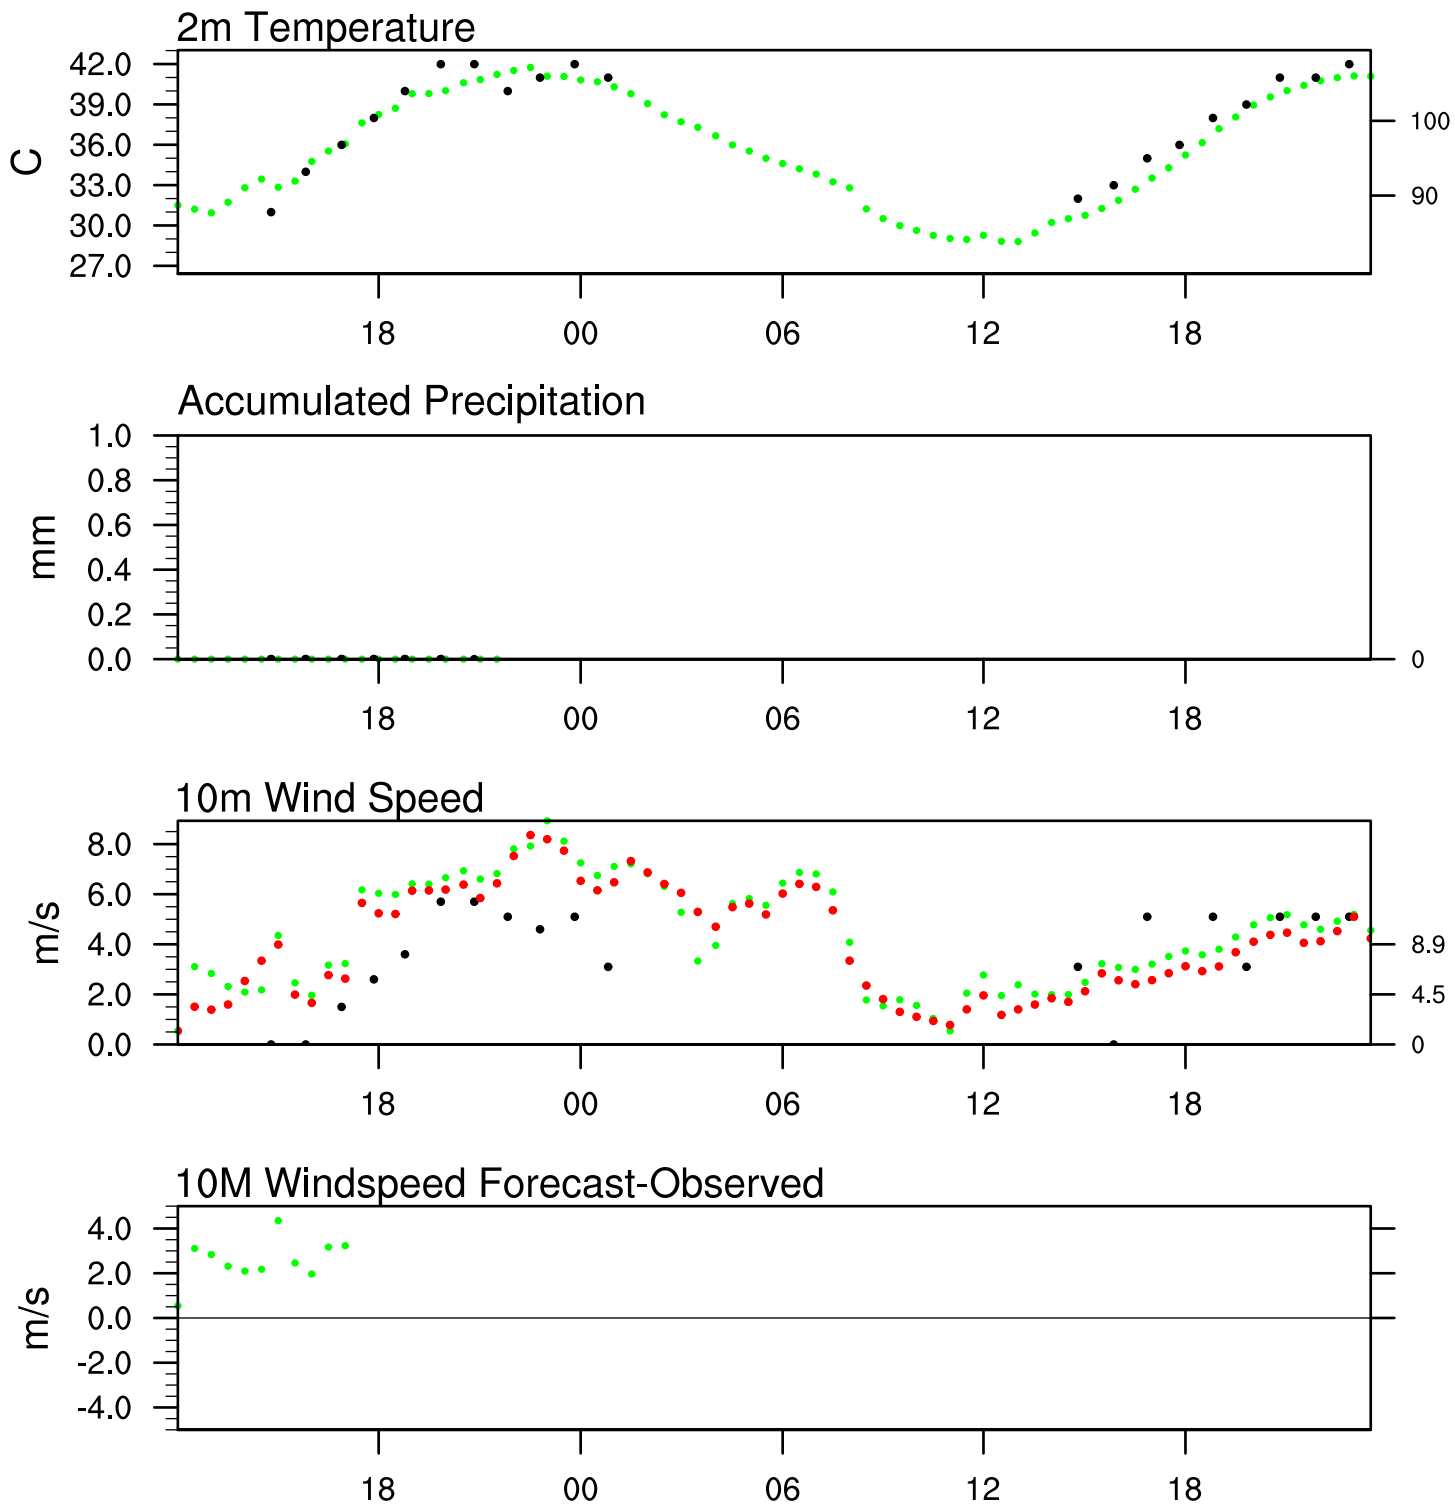 2m Temperature
42.0
39.0
36.0
33.0
30.0
27.0
C
100
90
18 00 06 12 18
Accumulated Precipitation
1.0
0.8
0.6
0.4
0.2
0.0
mm
0
18 00 06 12 18
10m Wind Speed
8.0
6.0
4.0
2.0
0.0
m/s
8.9
4.5
0
18 00 06 12 18
10M Windspeed Forecast-Observed
4.0
2.0
0.0
-2.0
-4.0
m/s
18 00 06 12 18